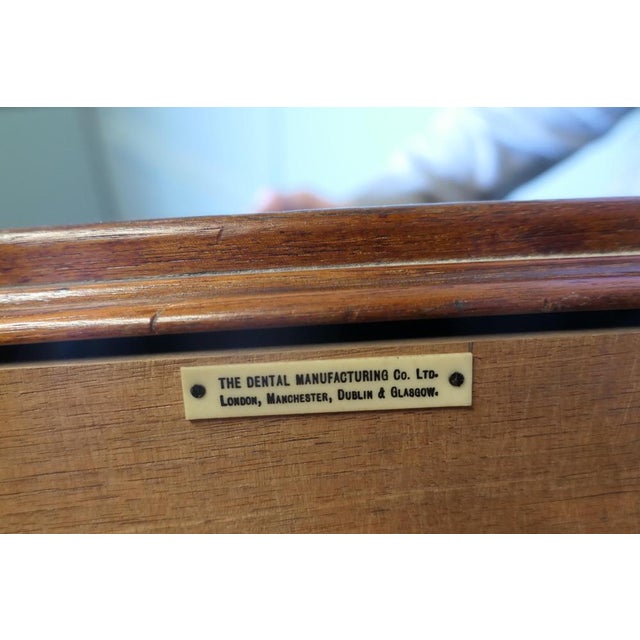 THE DENTAL MANUFACTURING CO. LTD.
LONDON, MANCHESTER, DUBLIN & GLASGOW.